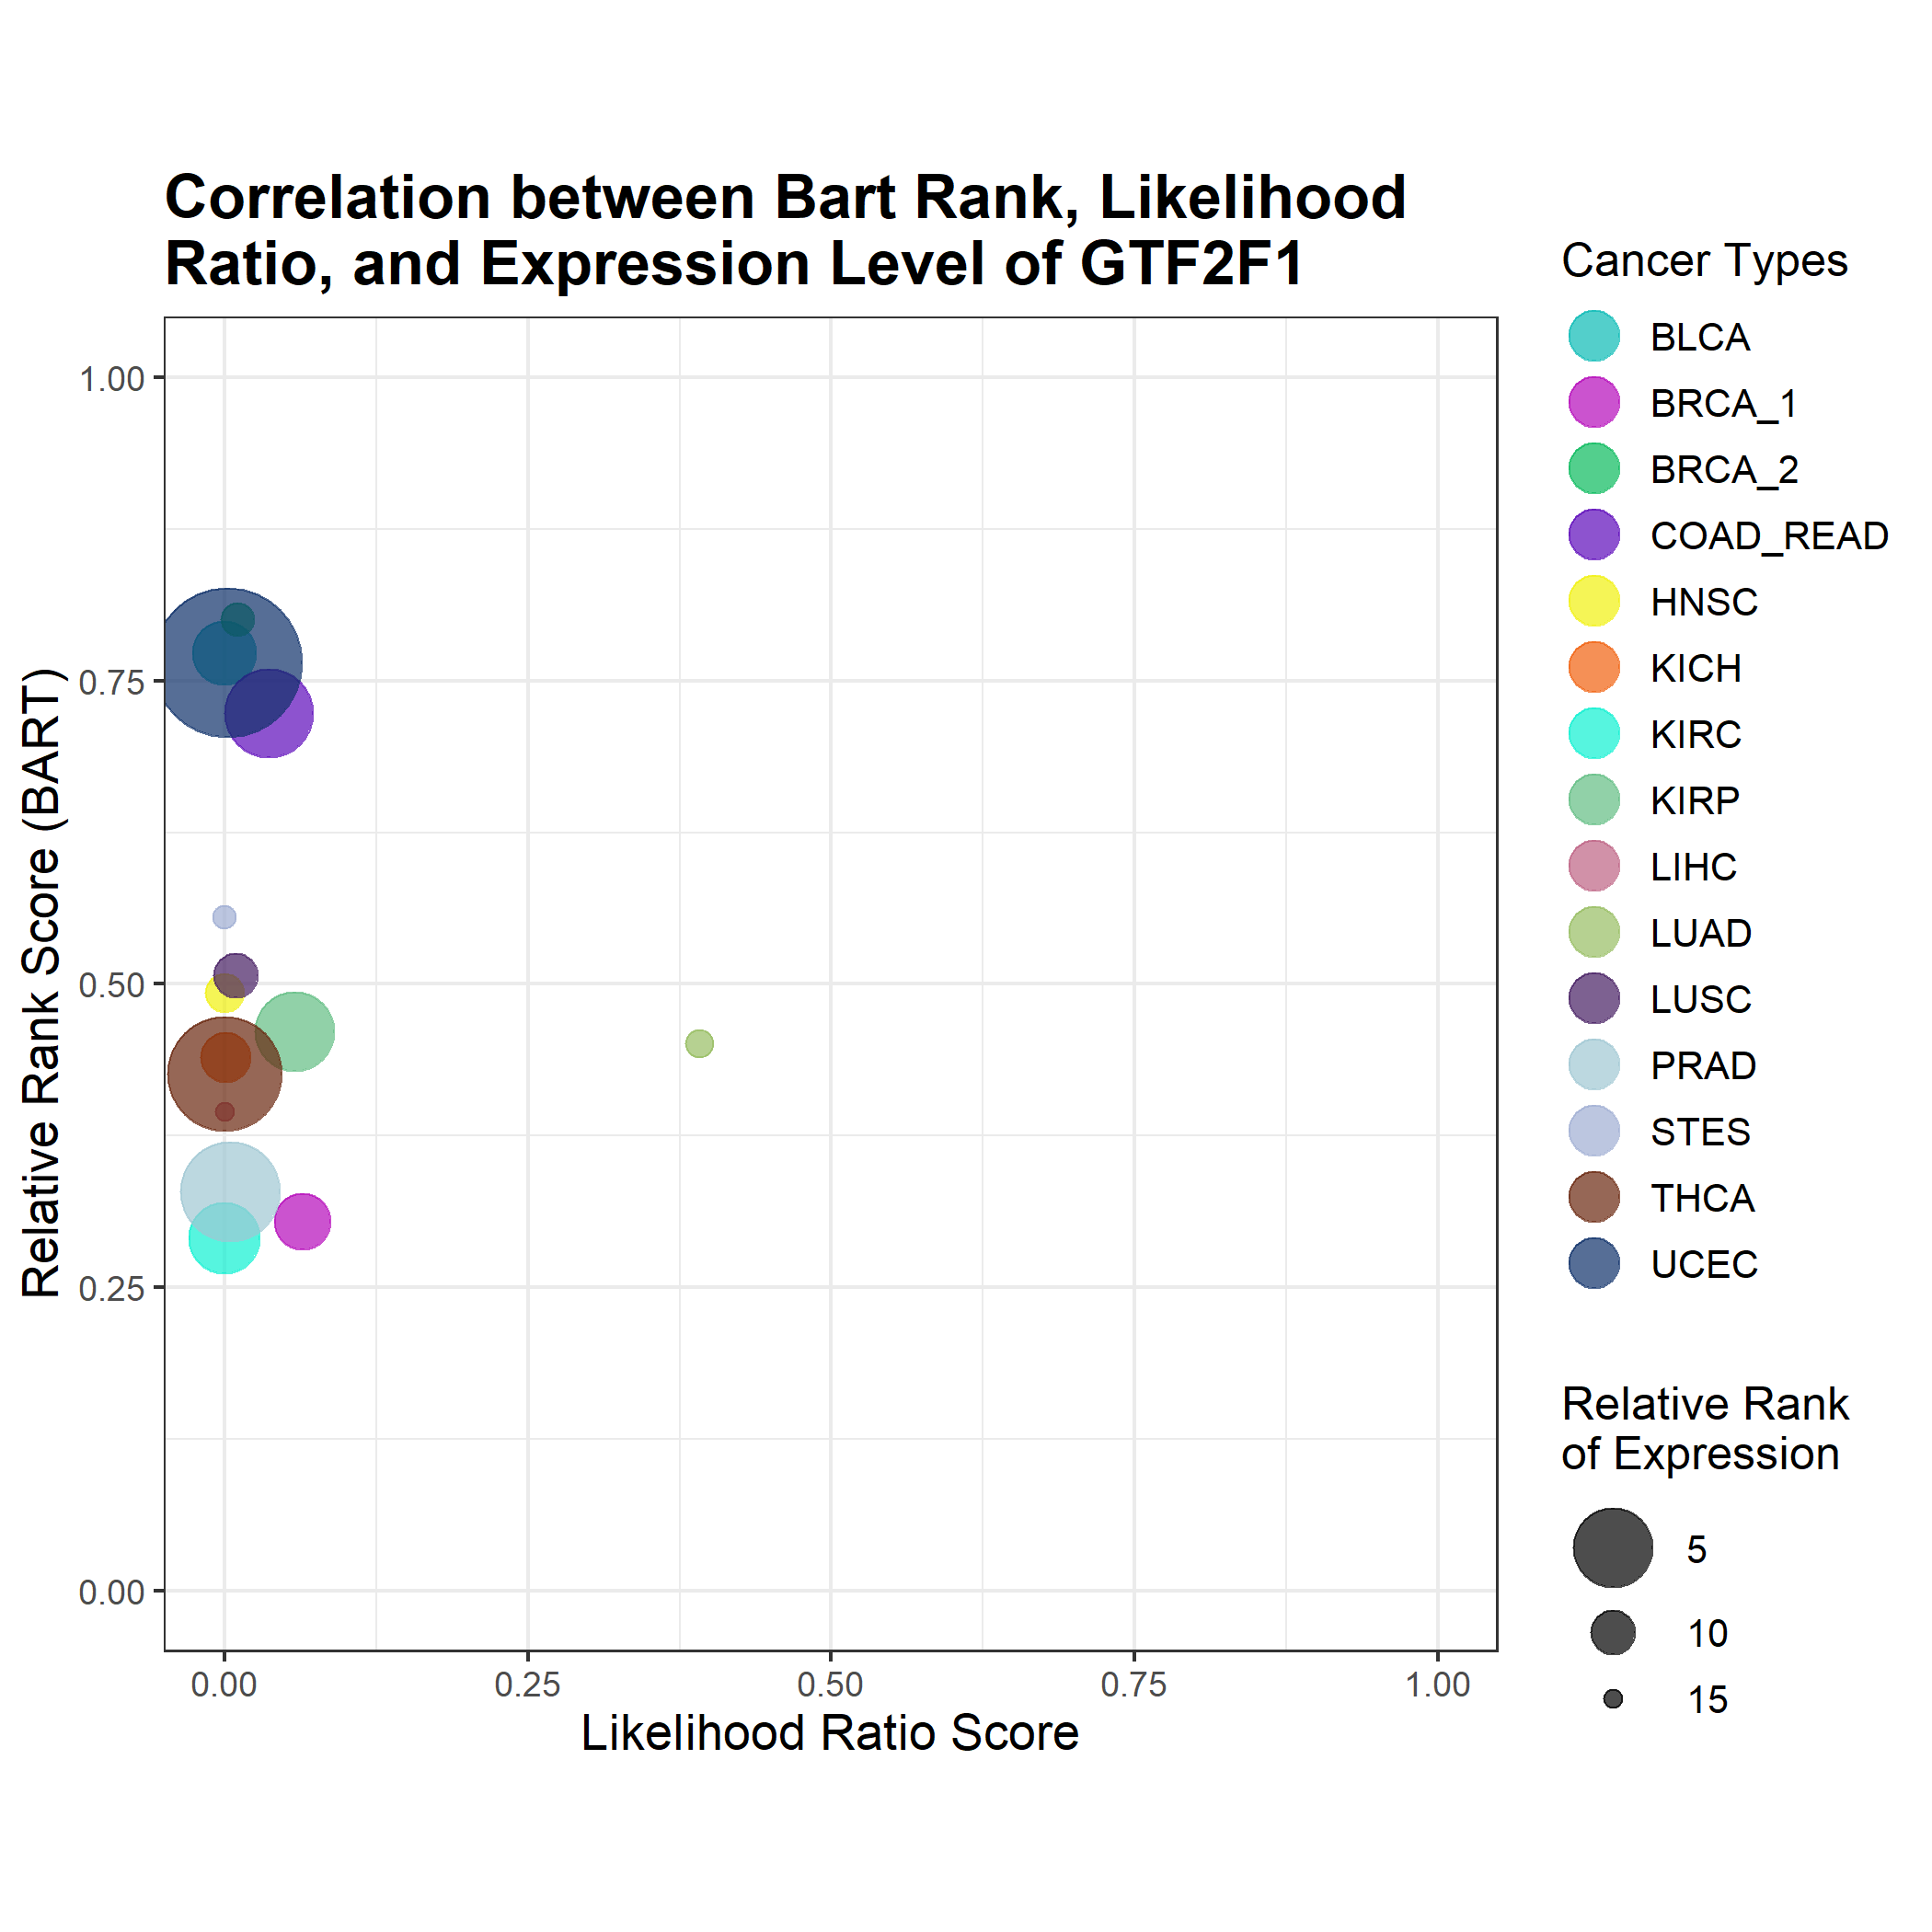 Correlation between Bart Rank, Likelihood
Ratio, and Expression Level of GTF2F1
Relative Rank Score (BART)
1.00
0.75
0.50
0.25
0.00
0.00
0.25
0.50
0.75
1.00
Likelihood Ratio Score
Cancer Types
BLCA
BRCA_1
BRCA_2
COAD_READ
HNSC
KICH
KIRC
KIRP
LIHC
LUAD
LUSC
PRAD
STES
THCA
UCEC
Relative Rank
of Expression
5
10
15